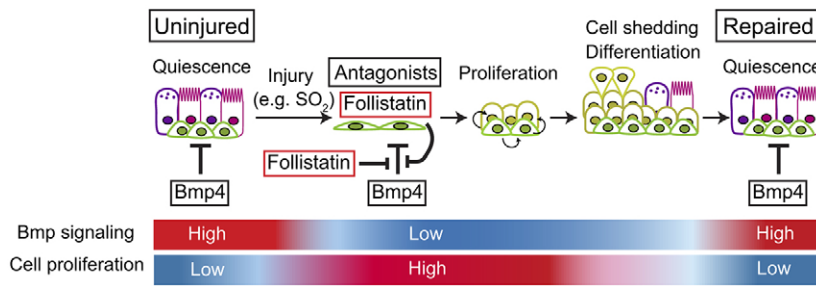 Uninjured
Quiescence
Injury
(e.g. SO2)
Antagonists
Follistatin
Follistatin
Bmp4
Bmp4
Proliferation
Cell shedding
Differentiation
Repaired
Quiescence
Bmp4
Bmp signaling High Low High
Cell proliferation Low High Low